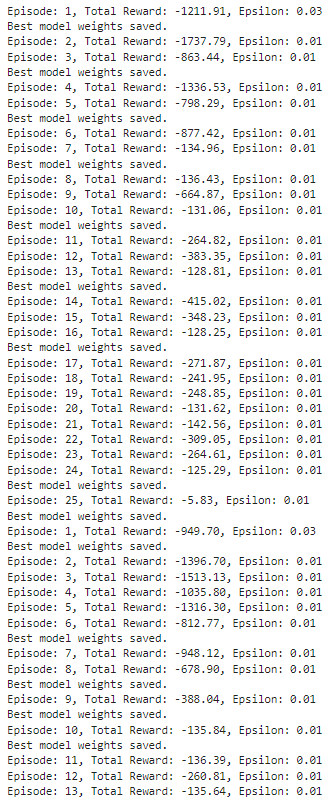 Episode: 1, Total Reward: -1211.91, Epsilon: 0.03
Best model weights saved.
Episode: 2, Total Reward: -1737.79, Epsilon: 0.01
Episode: 3, Total Reward: -863.44, Epsilon: 0.01
Best model weights saved.
Episode: 4, Total Reward: -1336.53, Epsilon: 0.01
Episode: 5, Total Reward: -798.29, Epsilon: 0.01
Best model weights saved.
Episode: 6, Total Reward: -877.42, Epsilon: 0.01
Episode: 7, Total Reward: -134.96, Epsilon: 0.01
Best model weights saved.
Episode: 8, Total Reward: -136.43, Epsilon: 0.01
Episode: 9, Total Reward: -664.87, Epsilon: 0.01
Episode: 10, Total Reward: -131.06, Epsilon: 0.01
Best model weights saved.
Episode: 11, Total Reward: -264.82, Epsilon: 0.01
Episode: 12, Total Reward: -383.35, Epsilon: 0.01
Episode: 13, Total Reward: -128.81, Epsilon: 0.01
Best model weights saved.
Episode: 14, Total Reward: -415.02, Epsilon: 0.01
Episode: 15, Total Reward: -348.23, Epsilon: 0.01
Episode: 16, Total Reward: -128.25, Epsilon: 0.01
Best model weights saved.
Episode: 17, Total Reward: -271.87, Epsilon: 0.01
Episode: 18, Total Reward: -241.95, Epsilon: 0.01
Episode: 19, Total Reward: -248.85, Epsilon: 0.01
Episode: 20, Total Reward: -131.62, Epsilon: 0.01
Episode: 21, Total Reward: -142.56, Epsilon: 0.01
Episode: 22, Total Reward: -309.05, Epsilon: 0.01
Episode: 23, Total Reward: -264.61, Epsilon: 0.01
Episode: 24, Total Reward: -125.29, Epsilon: 0.01
Best model weights saved.
Episode: 25, Total Reward: -5.83, Epsilon: 0.01
Best model weights saved.
Episode: 1, Total Reward: -949.70, Epsilon: 0.03
Best model weights saved.
Episode: 2, Total Reward: -1396.70, Epsilon: 0.01
Episode: 3, Total Reward: -1513.13, Epsilon: 0.01
Episode: 4, Total Reward: -1035.80, Epsilon: 0.01
Episode: 5, Total Reward: -1316.30, Epsilon: 0.01
Episode: 6, Total Reward: -812.77, Epsilon: 0.01
Best model weights saved.
Episode: 7, Total Reward: -948.12, Epsilon: 0.01
Episode: 8, Total Reward: -678.90, Epsilon: 0.01
Best model weights saved.
Episode: 9, Total Reward: -388.04, Epsilon: 0.01
Best model weights saved.
Episode: 10, Total Reward: -135.84, Epsilon: 0.01
Best model weights saved.
Episode: 11, Total Reward: -136.39, Epsilon: 0.01
Episode: 12, Total Reward: -260.81, Epsilon: 0.01
Episode: 13, Total Reward: -135.64, Epsilon: 0.01